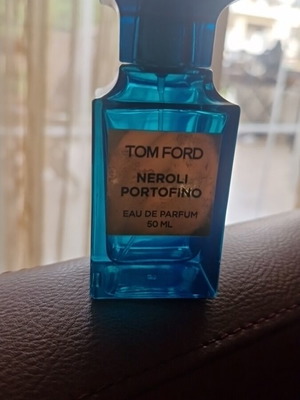 TOM FORD
NEROLI
PORTOFINO
EAU DE PARFUM
50 ML